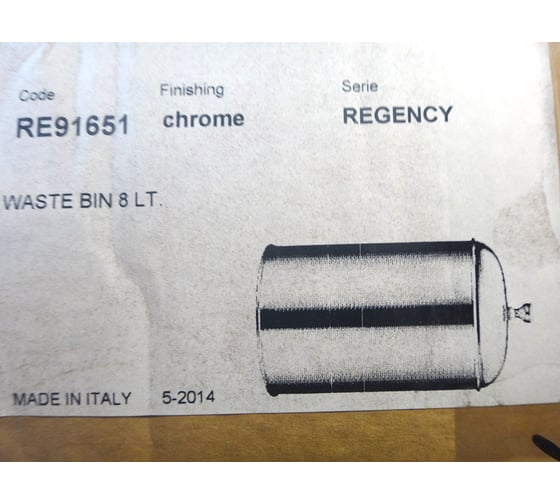 Code Finishing Serie
RE91651 chrome REGENCY
WASTE BIN 8 LT.
MADE IN ITALY 5-2014